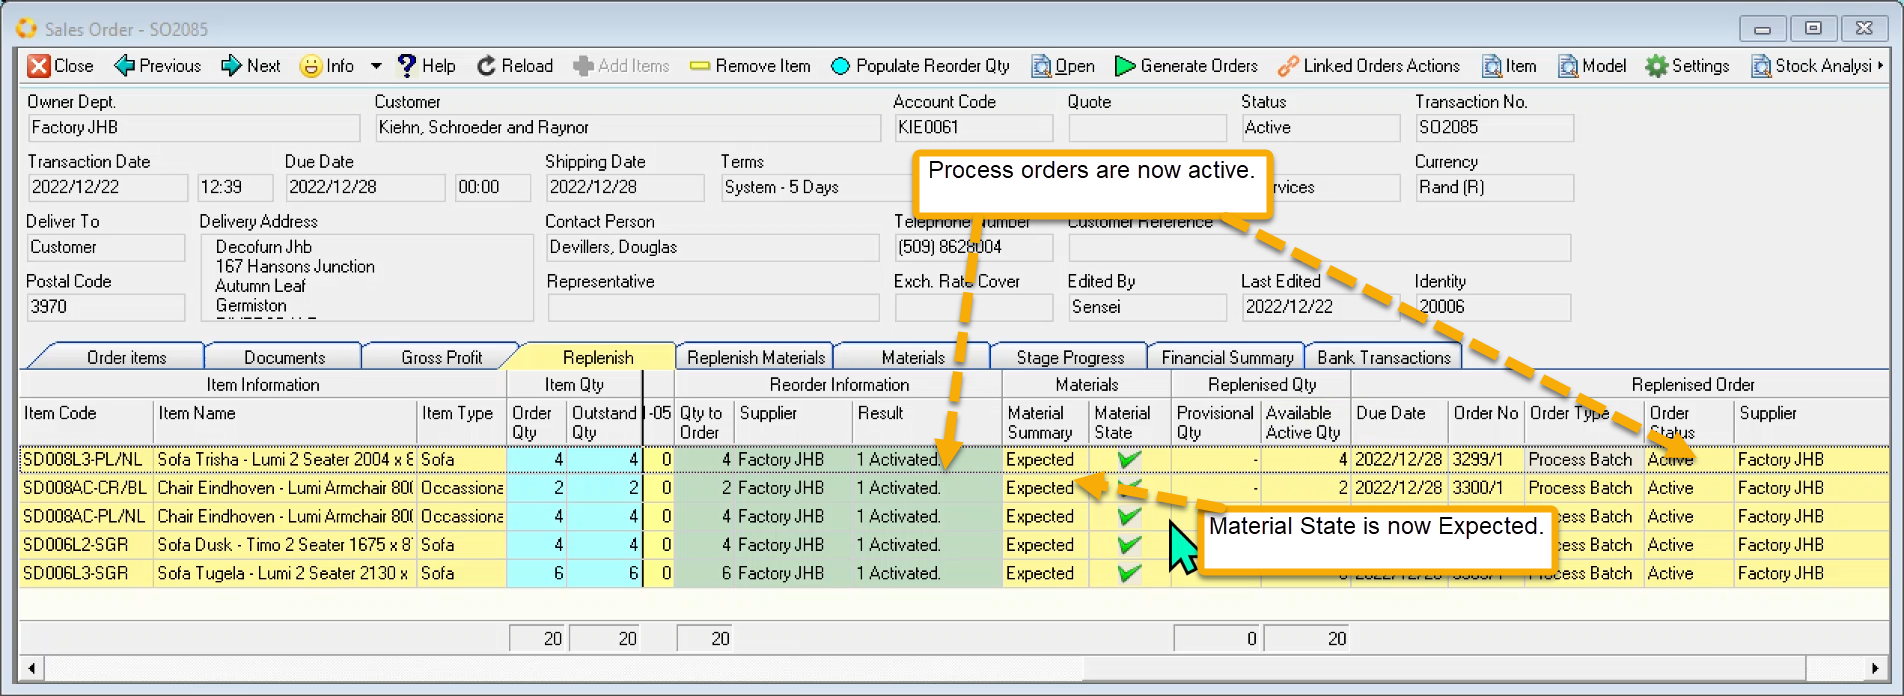 Sales Order - SO2085
Close Previous Next Info Help Reload Add Items Remove Item Populate Reorder Qty Open Generate Orders Linked Orders Actions Item Model Settings Stock Analysi
Owner Dept. Customer Account Code Quote Status Transaction No.
Factory JHB Kiehn, Schroeder and Raynor KIE0061 Active SO2085
Transaction Date Due Date Shipping Date Terms Currency
2022/12/22 12:39 2022/12/28 00:00 2022/12/28 System - 5 Days rvices Rand (R)
Process orders are now active.
Deliver To Delivery Address Contact Person Telephone Number Customer Reference
Customer Decofurn Jhb Devillers, Douglas (509) 8628004
167 Hansons Junction
Postal Code Autumn Leaf Representative Exch. Rate Cover Edited By Last Edited Identity
3970 Germiston Sensei 2022/12/22 20006
Order items Documents Gross Profit Replenish Replenish Materials Materials Stage Progress Financial Summary Bank Transactions
Item Information Item Qty Reorder Information Materials Replenised Qty Replenised Order
Item Code Item Name Item Type Order Qty Outstand Qty -05 Qty to Order Supplier Result Material Summary Material State Provisional Qty Available Active Qty Due Date Order No Order Type Order Status Supplier
SD008L3-PL/NL Sofa Trisha - Lumi 2 Seater 2004 x 8 Sofa 4 4 0 4 Factory JHB 1 Activated. Expected - 4 2022/12/28 3299/1 Process Batch Active Factory JHB
SD008AC-CR/BL Chair Eindhoven - Lumi Armchair 800 Occassiona 2 2 0 2 Factory JHB 1 Activated. Expected - 2 2022/12/28 3300/1 Process Batch Active Factory JHB
SD008AC-PL/NL Chair Eindhoven - Lumi Armchair 800 Occassiona 4 4 0 4 Factory JHB 1 Activated. Expected Process Batch Active Factory JHB
SD006L2-SGR Sofa Dusk - Timo 2 Seater 1675 x 8 Sofa 4 4 0 4 Factory JHB 1 Activated. Expected Process Batch Active Factory JHB
SD006L3-SGR Sofa Tugela - Lumi 2 Seater 2130 x Sofa 6 6 0 6 Factory JHB 1 Activated. Expected Process Batch Active Factory JHB
Material State is now Expected.
20 20 20 0 20